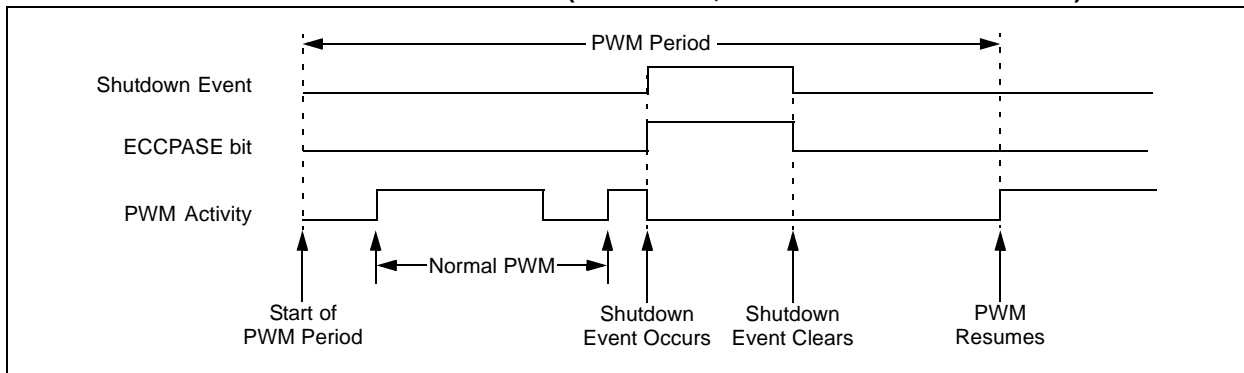 PWM Period
Shutdown Event
ECCPASE bit
PWM Activity
Normal PWM
Start of
PWM Period
Shutdown
Event Occurs
Shutdown
Event Clears
PWM
Resumes